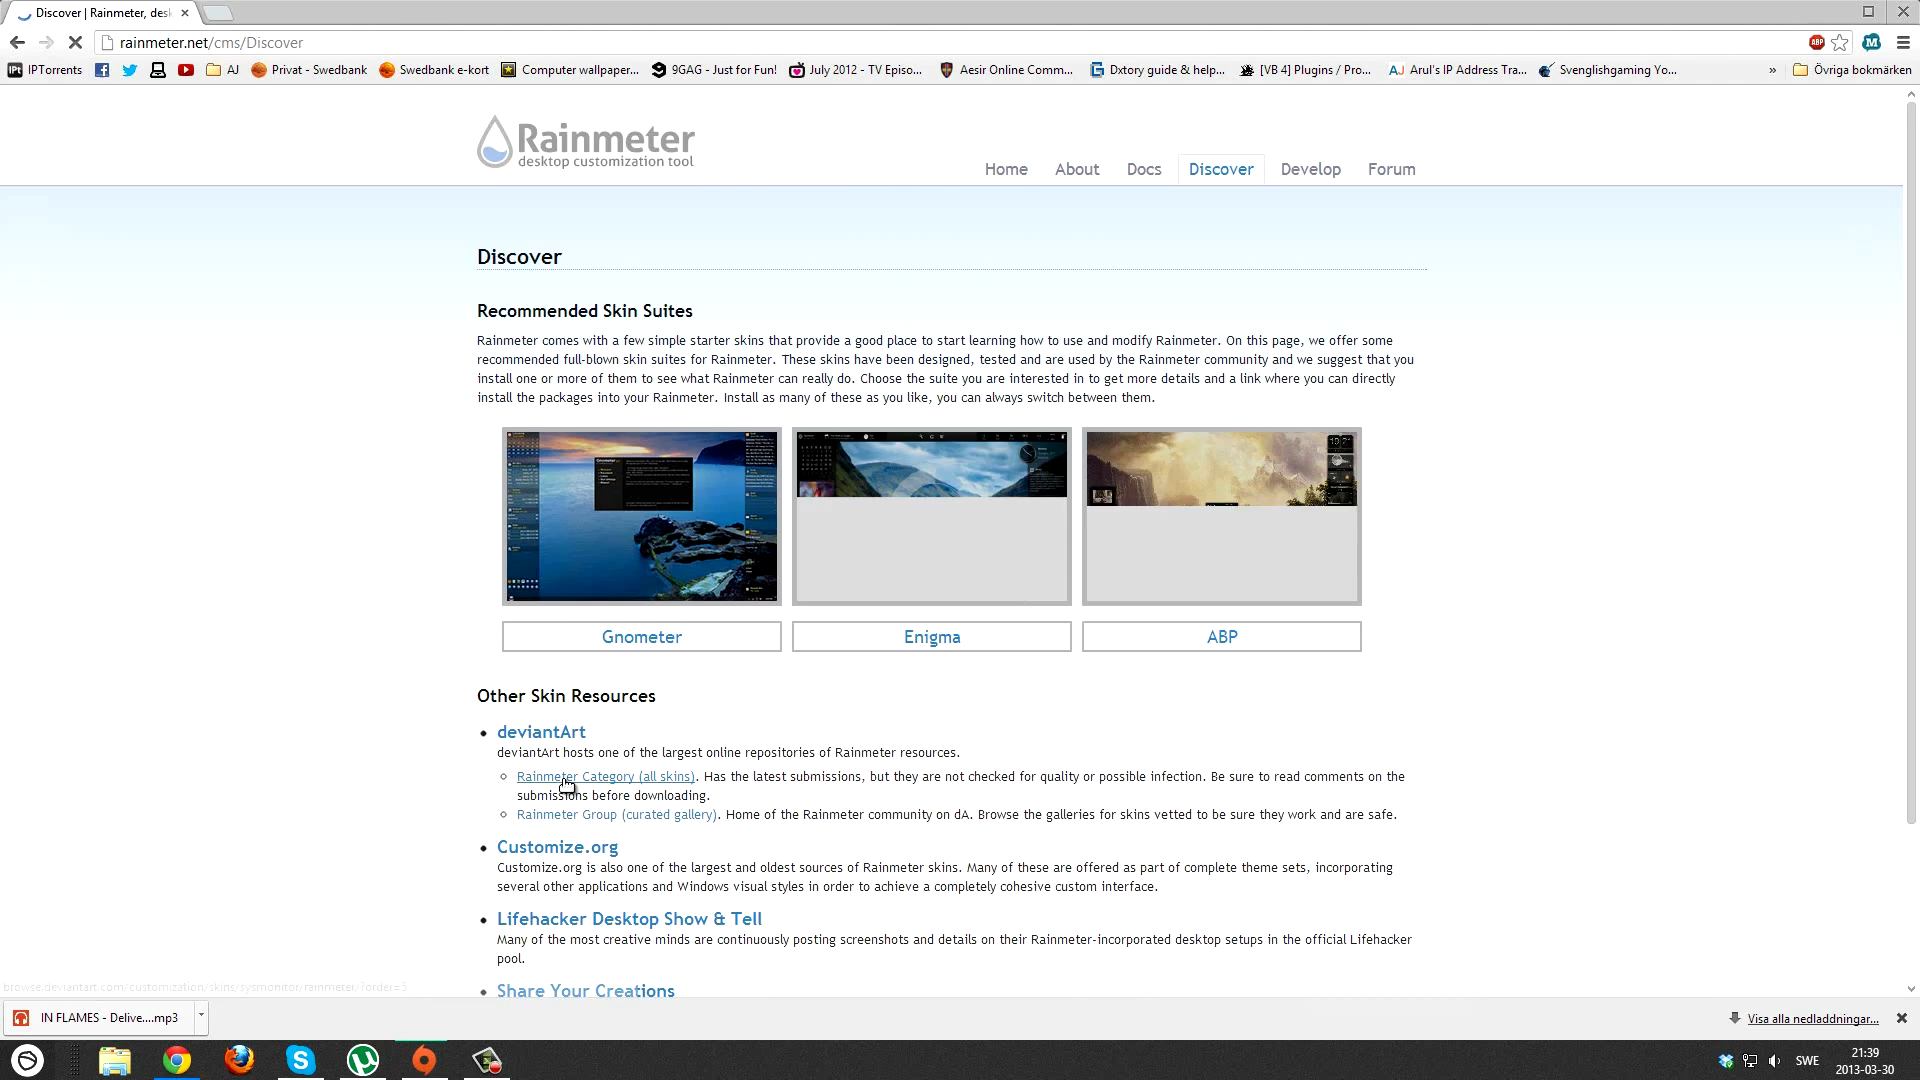 Discover | Rainmeter, desk
rainmeter.net/cms/Discover
ABP
IPTorrents
AJ
Privat - Swedbank
Swedbank e-kort
Computer wallpaper...
9GAG - Just for Fun!
July 2012 - TV Episo...
Aesir Online Comm...
Dxtory guide & help...
[VB 4] Plugins / Pro...
AJ Arul's IP Address Tra...
Svenglishgaming Yo...
»
Övriga bokmärken
Rainmeter
desktop customization tool
Home About Docs Discover Develop Forum
Discover
Recommended Skin Suites
Rainmeter comes with a few simple starter skins that provide a good place to start learning how to use and modify Rainmeter. On this page, we offer some
recommended full-blown skin suites for Rainmeter. These skins have been designed, tested and are used by the Rainmeter community and we suggest that you
install one or more of them to see what Rainmeter can really do. Choose the suite you are interested in to get more details and a link where you can directly
install the packages into your Rainmeter. Install as many of these as you like, you can always switch between them.
Gnometer Enigma ABP
Other Skin Resources
deviantArt
deviantArt hosts one of the largest online repositories of Rainmeter resources.
Rainmeter Category (all skins). Has the latest submissions, but they are not checked for quality or possible infection. Be sure to read comments on the
submissions before downloading.
Rainmeter Group (curated gallery). Home of the Rainmeter community on dA. Browse the galleries for skins vetted to be sure they work and are safe.
Customize.org
Customize.org is also one of the largest and oldest sources of Rainmeter skins. Many of these are offered as part of complete theme sets, incorporating
several other applications and Windows visual styles in order to achieve a completely cohesive custom interface.
Lifehacker Desktop Show & Tell
Many of the most creative minds are continuously posting screenshots and details on their Rainmeter-incorporated desktop setups in the official Lifehacker
pool.
browse.deviantart.com/customization/skins/sysmonitor/rainmeter/?order=5
Share Your Creations
IN FLAMES - Delive....mp3
Visa alla nedladdningar...
SWE
21:39
2013-03-30